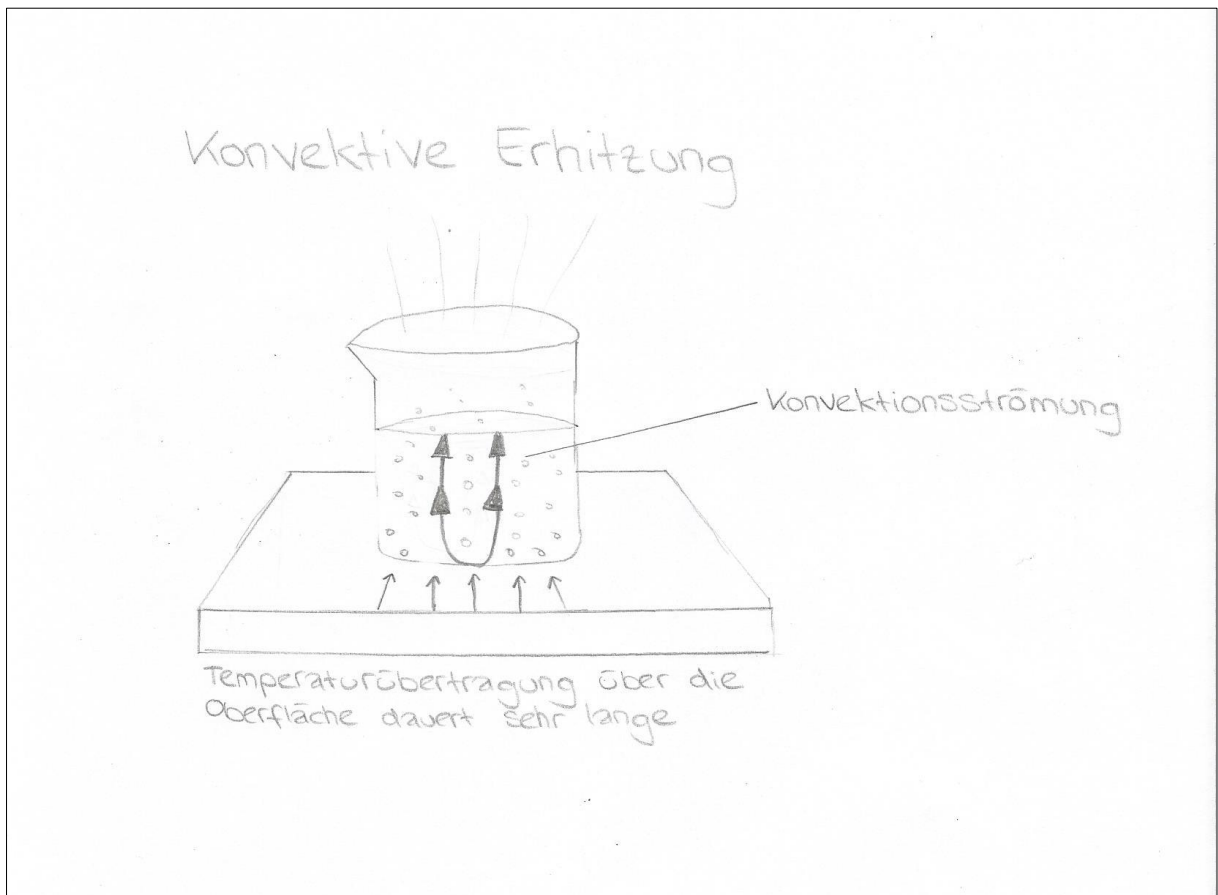 Konvektive Erhitzung
Konvektionsströmung
Temperaturübertragung über die
Oberfläche dauert sehr lange